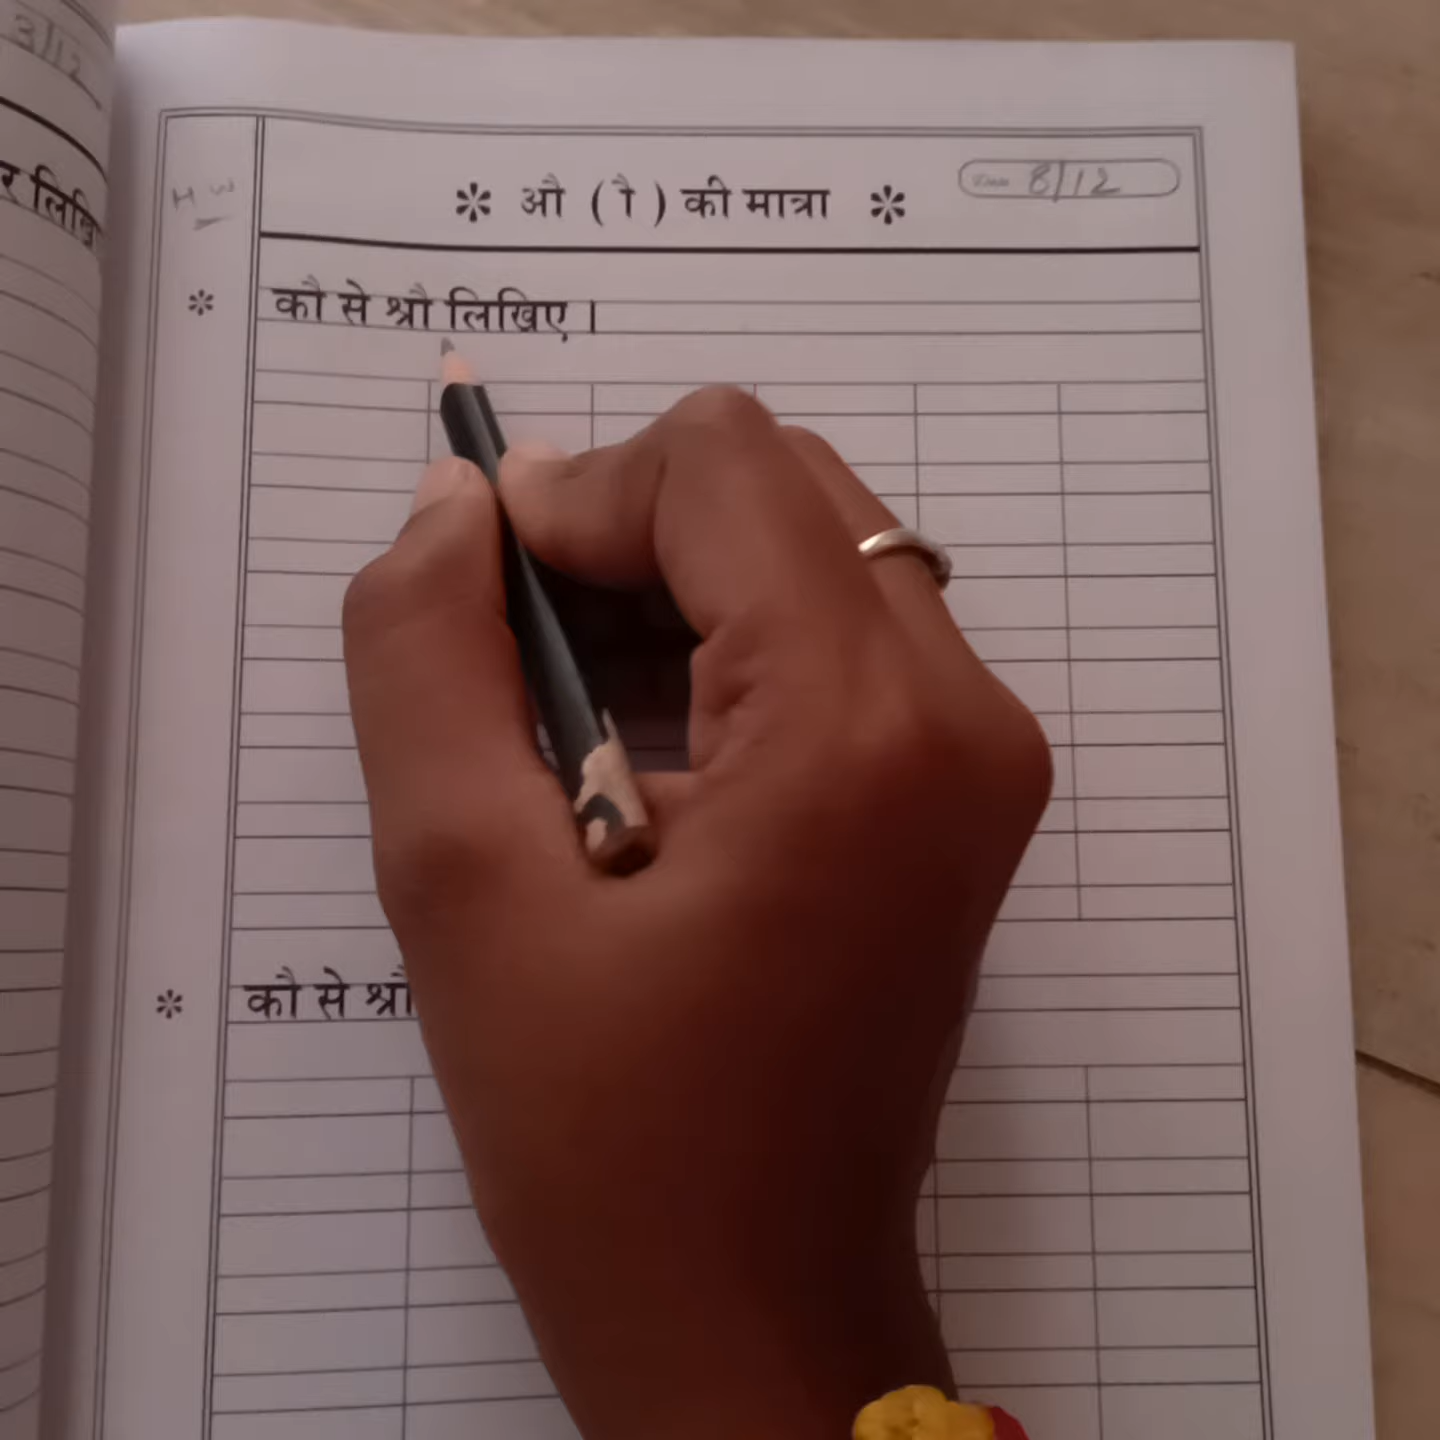 3/12
र लिखि
H W
* औ ( ौ ) की मात्रा *
Date 8/12
* कौ से श्रौ लिखिए ।
* कौ से श्रौ